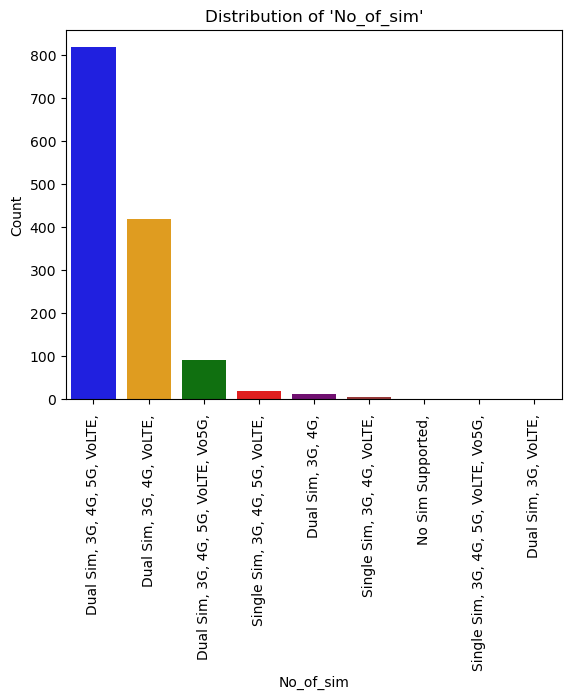 Distribution of 'No_of_sim'
Count
800
700
600
500
400
300
200
100
0
Dual Sim, 3G, 4G, 5G, VoLTE,
Dual Sim, 3G, 4G, VoLTE,
Dual Sim, 3G, 4G, 5G, VoLTE, Vo5G,
Single Sim, 3G, 4G, 5G, VoLTE,
Dual Sim, 3G, 4G,
Single Sim, 3G, 4G, VoLTE,
No Sim Supported,
Single Sim, 3G, 4G, 5G, VoLTE, Vo5G,
Dual Sim, 3G, VoLTE,
No_of_sim